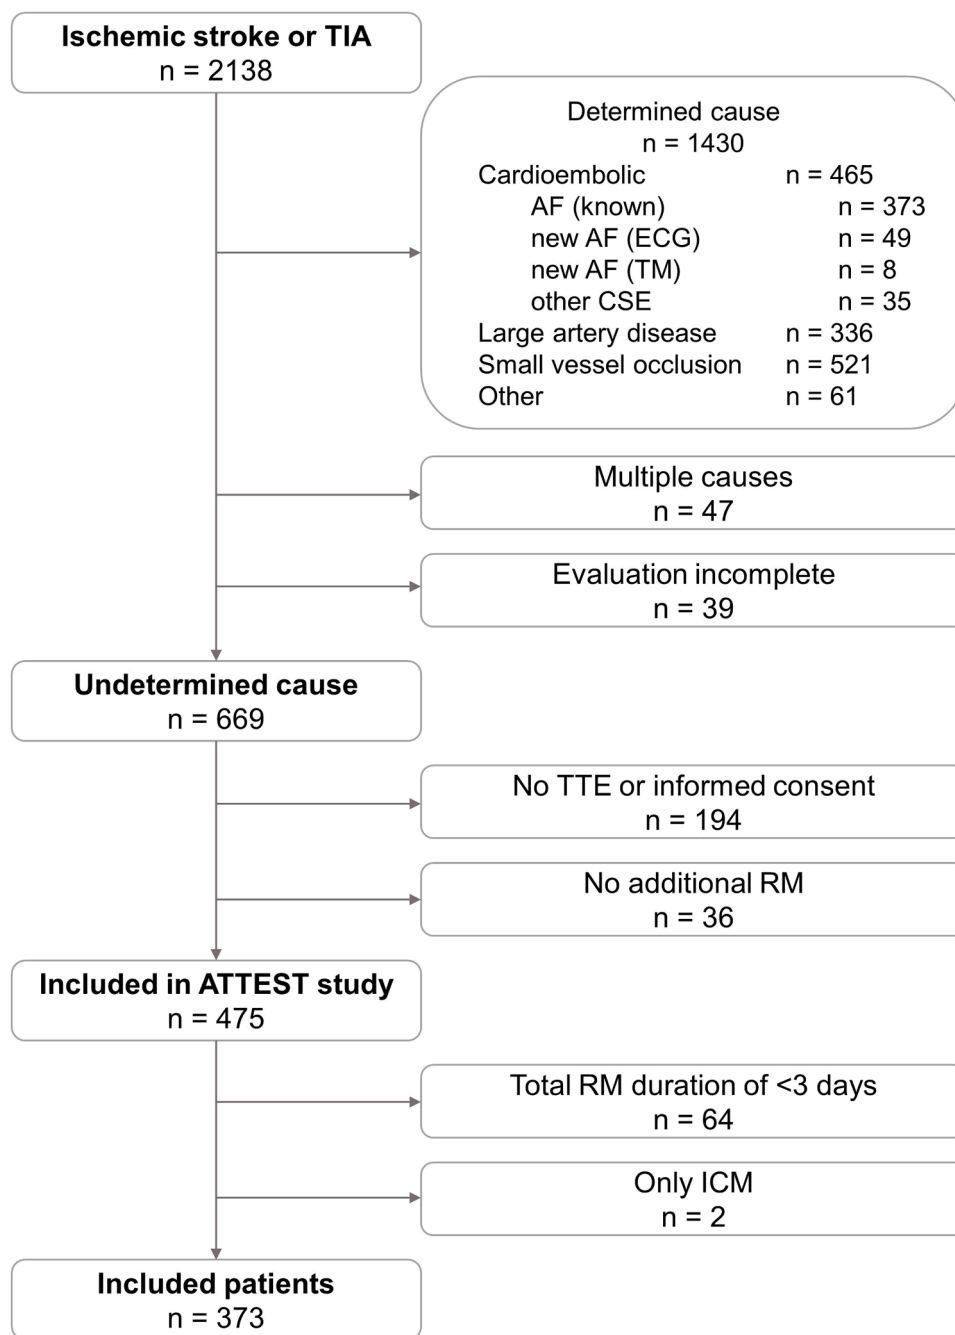 Ischemic stroke or TIA
n = 2138
Determined cause
n = 1430
Cardioembolic n = 465
AF (known) n = 373
new AF (ECG) n = 49
new AF (TM) n = 8
other CSE n = 35
Large artery disease n = 336
Small vessel occlusion n = 521
Other n = 61
Multiple causes
n = 47
Evaluation incomplete
n = 39
Undetermined cause
n = 669
No TTE or informed consent
n = 194
No additional RM
n = 36
Included in ATTEST study
n = 475
Total RM duration of <3 days
n = 64
Only ICM
n = 2
Included patients
n = 373